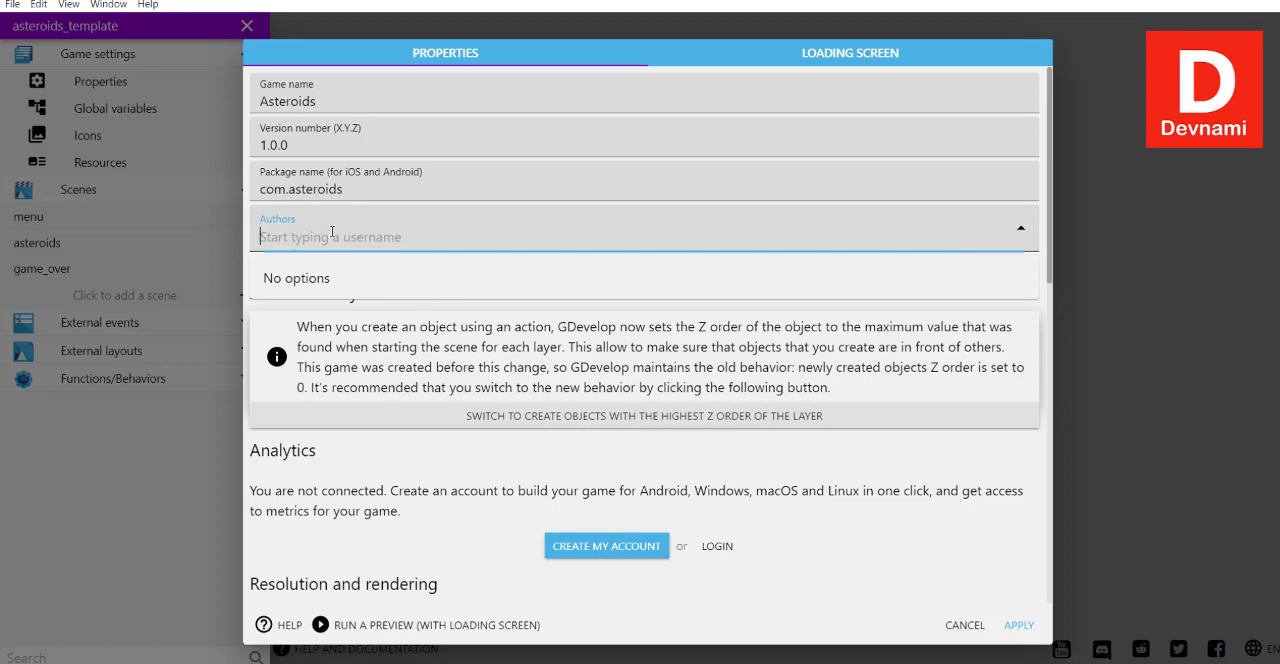 File Edit View Window Help
asteroids_template
Game settings
Properties
Global variables
Icons
Resources
Scenes
menu
asteroids
game_over
Click to add a scene
External events
External layouts
Functions/Behaviors
Search
PROPERTIES
LOADING SCREEN
Game name
Asteroids
Version number (X.Y.Z)
1.0.0
Package name (for iOS and Android)
com.asteroids
Authors
Start typing a username
No options
When you create an object using an action, GDevelop now sets the Z order of the object to the maximum value that was
found when starting the scene for each layer. This allow to make sure that objects that you create are in front of others.
This game was created before this change, so GDevelop maintains the old behavior: newly created objects Z order is set to
0. It's recommended that you switch to the new behavior by clicking the following button.
SWITCH TO CREATE OBJECTS WITH THE HIGHEST Z ORDER OF THE LAYER
Analytics
You are not connected. Create an account to build your game for Android, Windows, macOS and Linux in one click, and get access
to metrics for your game.
CREATE MY ACCOUNT or LOGIN
Resolution and rendering
HELP RUN A PREVIEW (WITH LOADING SCREEN) CANCEL APPLY
HELP AND DOCUMENTATION
EN
D
Devnami